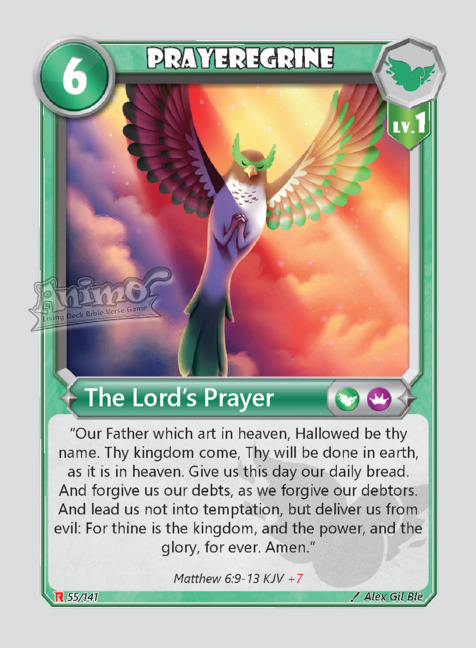 6
PRAYEREGRINE
LV.1
Animo
Living Deck Bible Verse Game
The Lord's Prayer
“Our Father which art in heaven, Hallowed be thy
name. Thy kingdom come, Thy will be done in earth,
as it is in heaven. Give us this day our daily bread.
And forgive us our debts, as we forgive our debtors.
And lead us not into temptation, but deliver us from
evil: For thine is the kingdom, and the power, and the
glory, for ever. Amen.”
Matthew 6:9-13 KJV +7
R 55/141
Alex Gil Ble